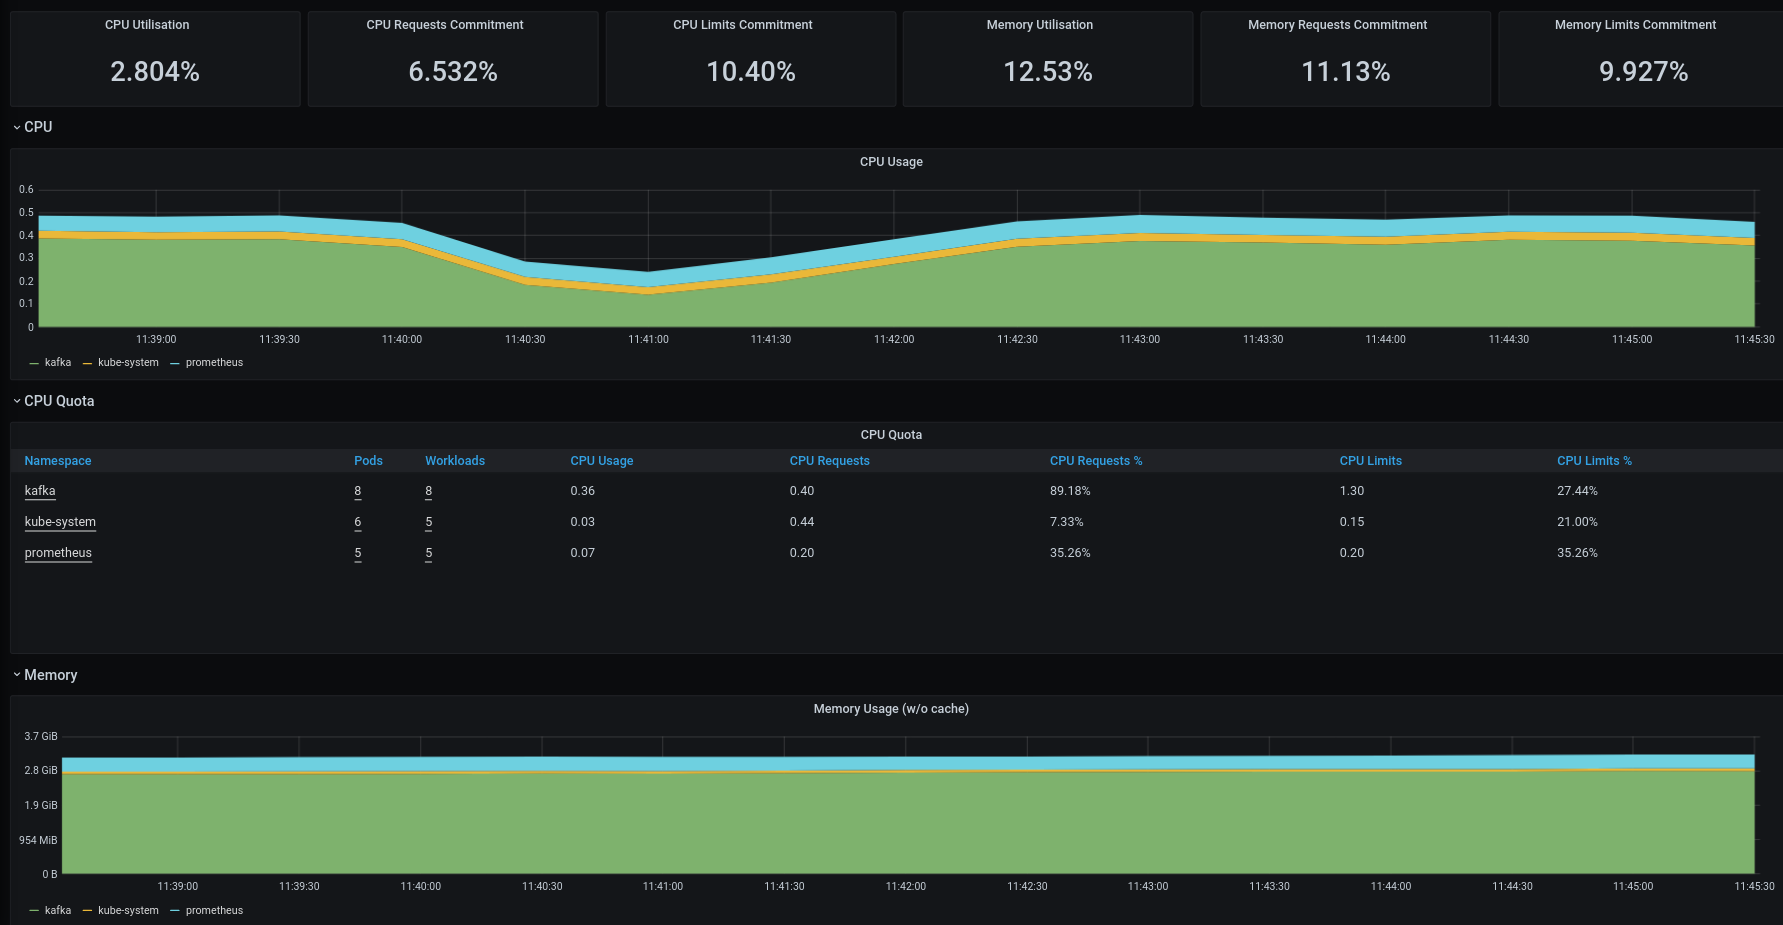 CPU Utilisation CPU Requests Commitment CPU Limits Commitment Memory Utilisation Memory Requests Commitment Memory Limits Commitment
2.804% 6.532% 10.40% 12.53% 11.13% 9.927%
CPU
CPU Usage
0.6
0.5
0.4
0.3
0.2
0.1
0
11:39:00 11:39:30 11:40:00 11:40:30 11:41:00 11:41:30 11:42:00 11:42:30 11:43:00 11:43:30 11:44:00 11:44:30 11:45:00 11:45:30
kafka kube-system prometheus
CPU Quota
CPU Quota
Namespace Pods Workloads CPU Usage CPU Requests CPU Requests % CPU Limits CPU Limits %
kafka 8 8 0.36 0.40 89.18% 1.30 27.44%
kube-system 6 5 0.03 0.44 7.33% 0.15 21.00%
prometheus 5 5 0.07 0.20 35.26% 0.20 35.26%
Memory
Memory Usage (w/o cache)
3.7 GiB
2.8 GiB
1.9 GiB
954 MiB
0 B
11:39:00 11:39:30 11:40:00 11:40:30 11:41:00 11:41:30 11:42:00 11:42:30 11:43:00 11:43:30 11:44:00 11:44:30 11:45:00 11:45:30
kafka kube-system prometheus